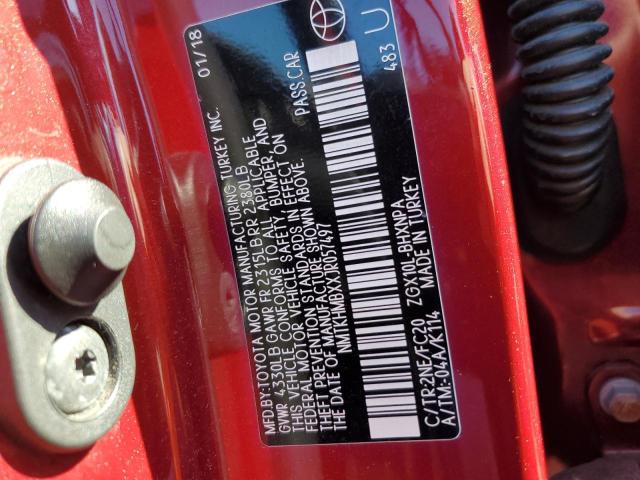 MFD.BY:TOYOTA MOTOR MANUFACTURING TURKEY INC. 01/18
GVWR 4330LB GAWR FR 2315LB RR 2380LB
THIS VEHICLE CONFORMS TO ALL APPLICABLE
FEDERAL MOTOR VEHICLE SAFETY, BUMPER, AND
THEFT PREVENTION STANDARDS IN EFFECT ON
THE DATE OF MANUFACTURE SHOWN ABOVE.
NMTKHMBXXJR057497 PASS.CAR
C/TR:2NF/FC20 ZGX10L-BHXNPA 483
A/TM:-04A/K114 MADE IN TURKEY U